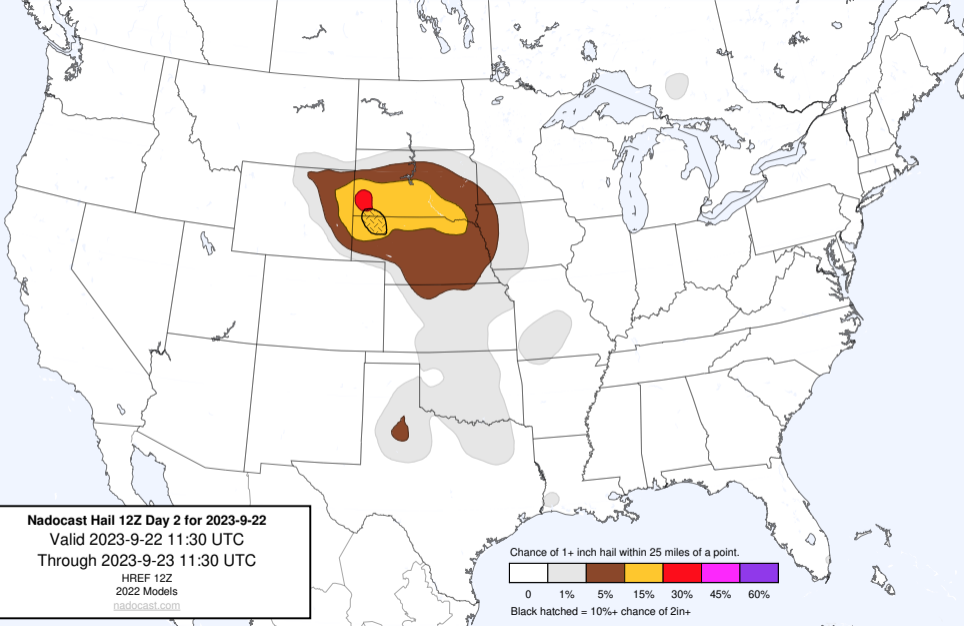 Nadocast Hail 12Z Day 2 for 2023-9-22
Valid 2023-9-22 11:30 UTC
Through 2023-9-23 11:30 UTC
HREF 12Z
2022 Models
nadocast.com
Chance of 1+ inch hail within 25 miles of a point.
0 1% 5% 15% 30% 45% 60%
Black hatched = 10%+ chance of 2in+